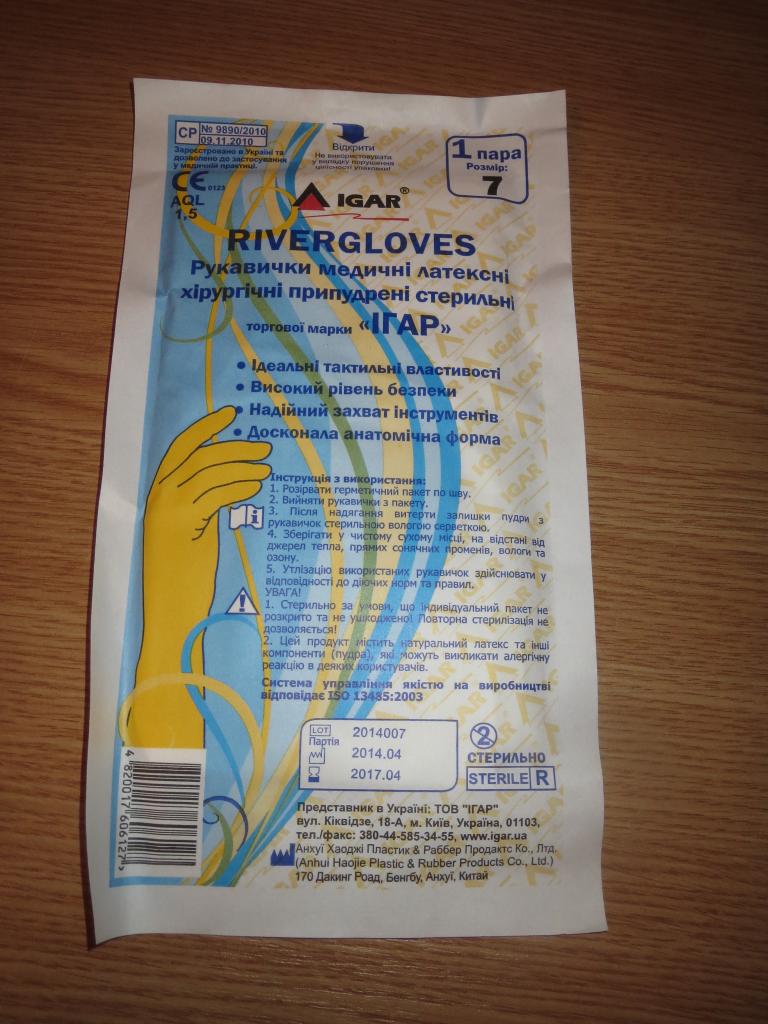 CP № 9890/2010
09.11.2010
Зареєстровано в Україні та
дозволено до застосування
у медичній практиці.
CE 0123
AQL
1,5
Відкрити
Не використовувати
у випадку порушення
цілісності упаковки!
1 пара
Розмір:
7
IGAR®
RIVERGLOVES
Рукавички медичні латексні
хірургічні припудрені стерильні
торгової марки «ІГАР»
• Ідеальні тактильні властивості
• Високий рівень безпеки
• Надійний захват інструментів
• Досконала анатомічна форма
Інструкція з використання:
1. Розірвати герметичний пакет по шву.
2. Вийняти рукавички з пакету.
3. Після надягання витерти залишки пудри з
рукавичок стерильною вологою серветкою.
4. Зберігати у чистому сухому місці, на відстані від
джерел тепла, прямих сонячних променів, вологи та
озону.
5. Утлізацію використаних рукавичок здійснювати у
відповідності до діючих норм та правил.
УВАГА!
1. Стерильно за умови, що індивідуальний пакет не
розкрито та не ушкоджено! Повторна стерилізація не
дозволяється!
2. Цей продукт містить натуральний латекс та інші
компоненти (пудра), які можуть викликати алергічну
реакцію в деяких користувачів.
Система управління якістю на виробництві
відповідає ISO 13485:2003
LOT 2014007
Партія
2014.04
2017.04
2
СТЕРИЛЬНО
STERILE R
4 820017 606127 >
Представник в Україні: ТОВ "ІГАР"
вул. Кіквідзе, 18-А, м. Київ, Україна, 01103,
тел./факс: 380-44-585-34-55, www.igar.ua
Анхуї Хаоджі Пластик & Раббер Продактс Ко., Лтд.
(Anhui Haojie Plastic & Rubber Products Co., Ltd.)
170 Дакинг Роад, Бенгбу, Анхуї, Китай